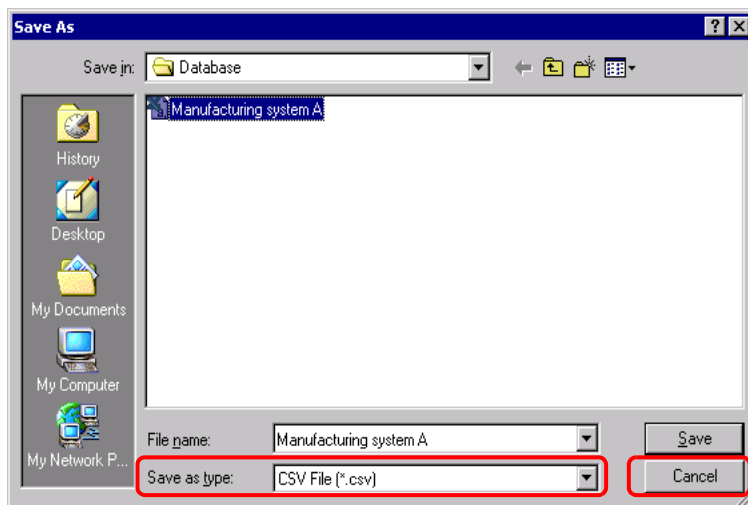 Save As
Save in: Database
Manufacturing system A
History
Desktop
My Documents
My Computer
My Network P...
File name: Manufacturing system A Save
Save as type: CSV File (*.csv) Cancel